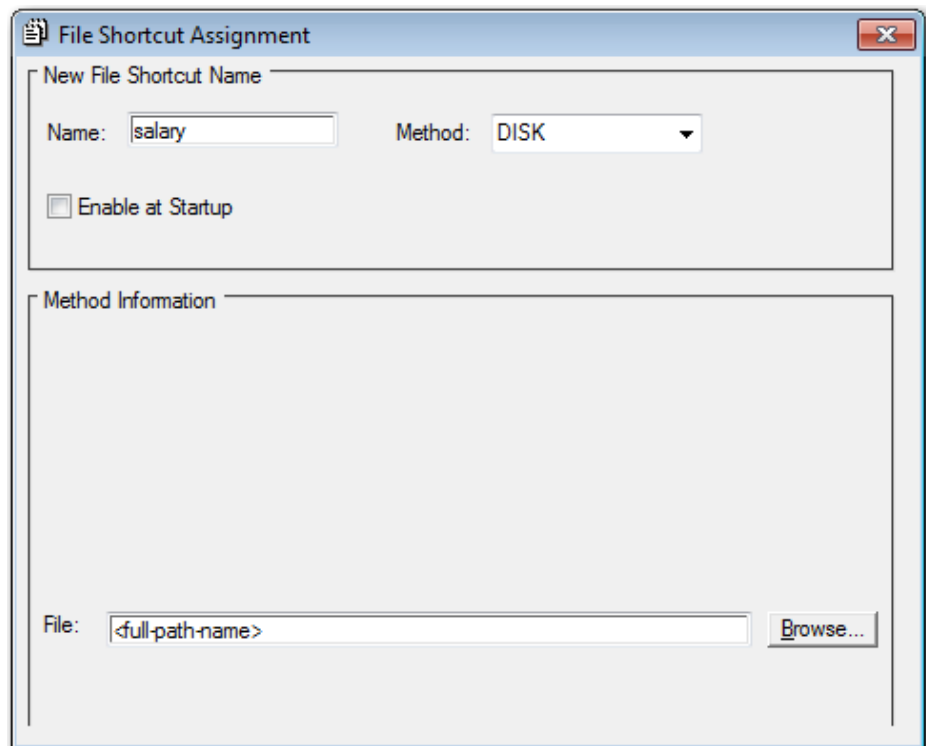 File Shortcut Assignment
New File Shortcut Name
Name: salary Method: DISK
Enable at Startup
Method Information
File: <full-path-name> Browse...